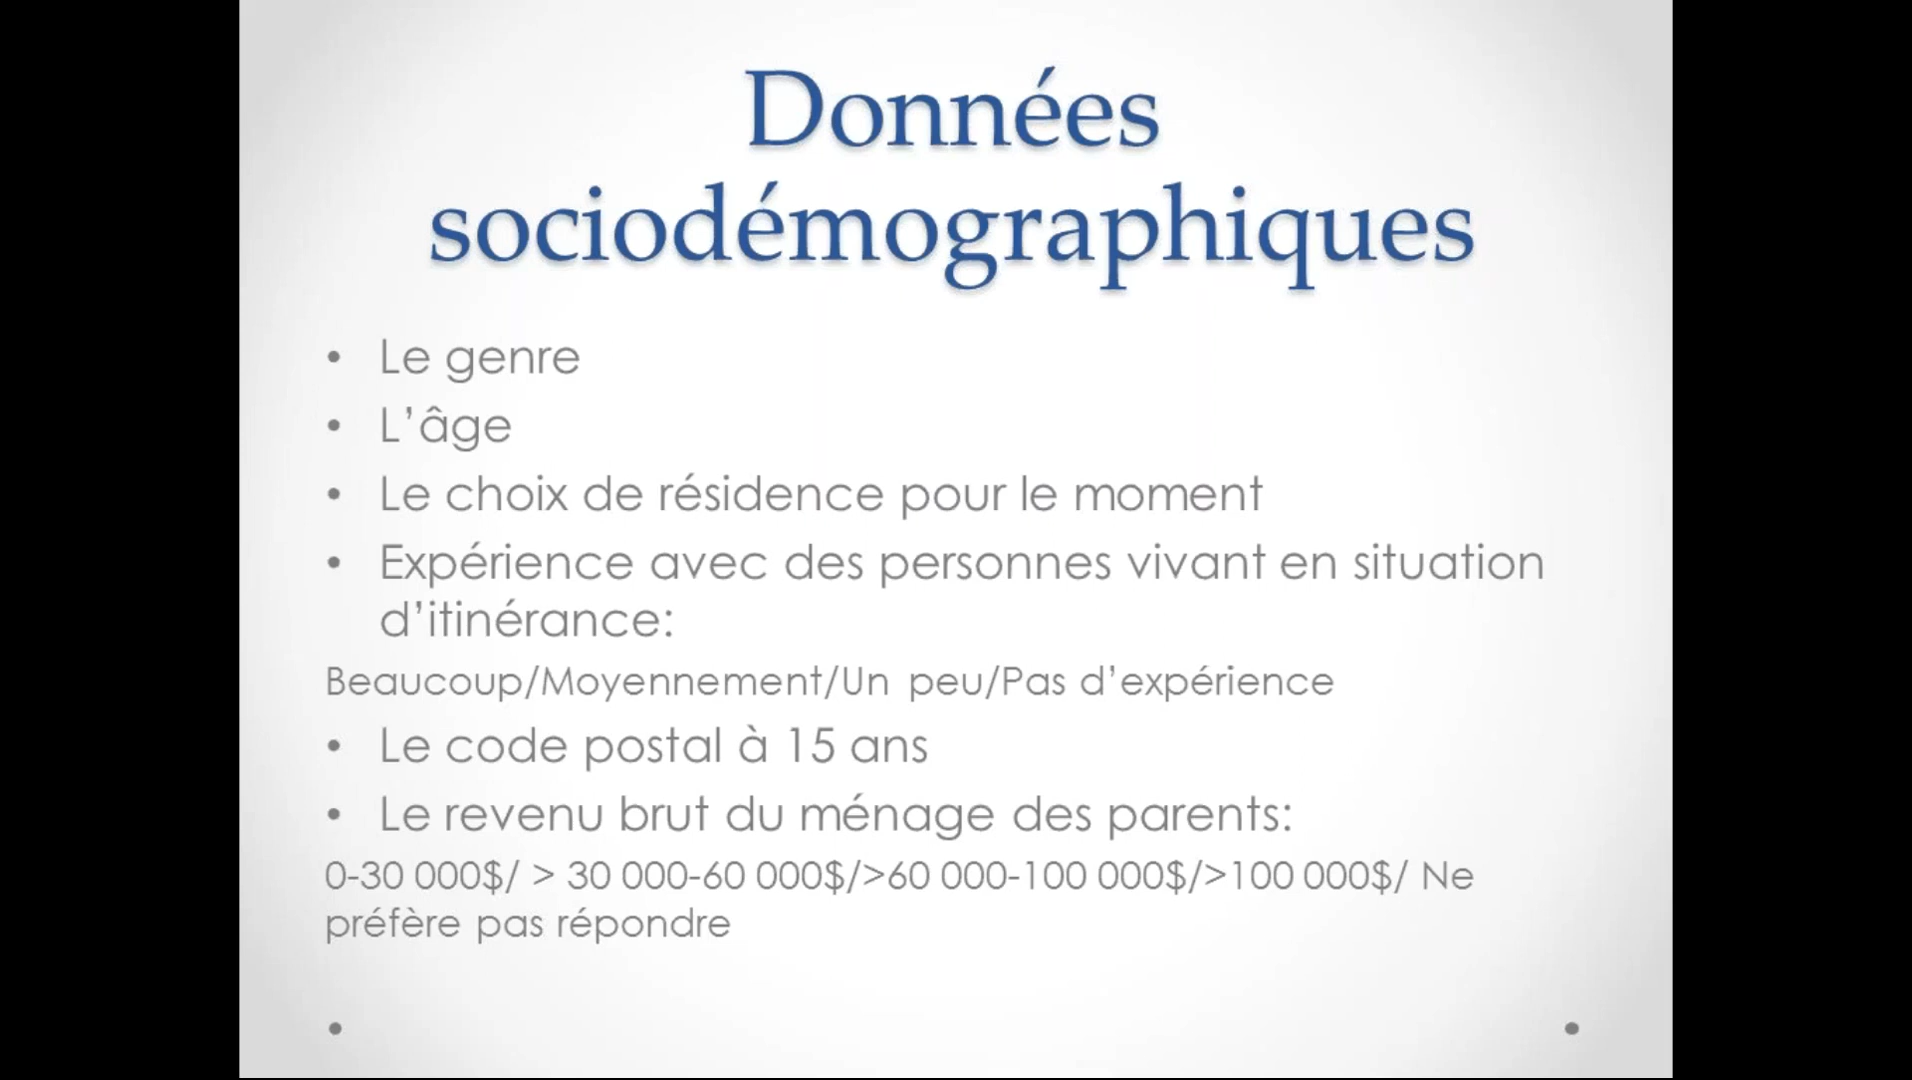 Données
sociodémographiques
• Le genre
• L'âge
• Le choix de résidence pour le moment
• Expérience avec des personnes vivant en situation
d'itinérance:
Beaucoup/Moyennement/Un peu/Pas d'expérience
• Le code postal à 15 ans
• Le revenu brut du ménage des parents:
0-30 000$/ > 30 000-60 000$/>60 000-100 000$/>100 000$/ Ne
préfère pas répondre